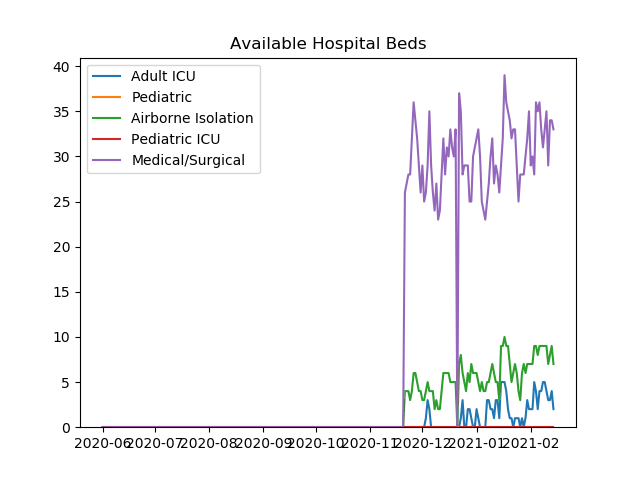 Available Hospital Beds
Adult ICU
Pediatric
Airborne Isolation
Pediatric ICU
Medical/Surgical
40
35
30
25
20
15
10
5
0
2020-06 2020-07 2020-08 2020-09 2020-10 2020-11 2020-12 2021-01 2021-02